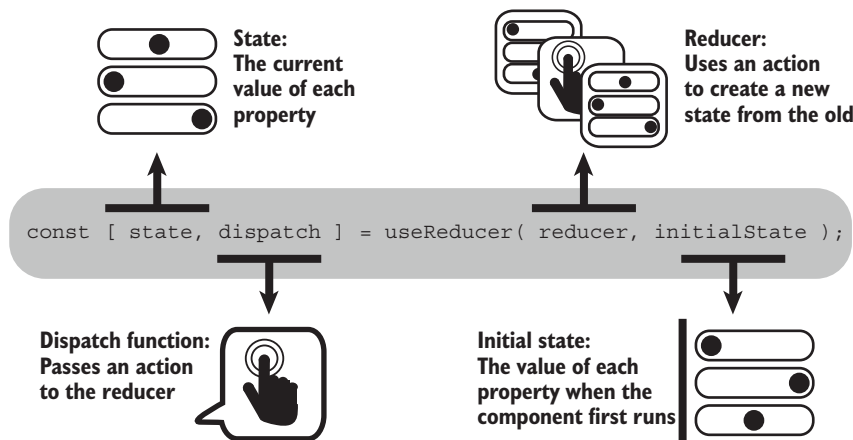 State:
The current
value of each
property
Reducer:
Uses an action
to create a new
state from the old
const [ state, dispatch ] = useReducer( reducer, initialState );
Dispatch function:
Passes an action
to the reducer
Initial state:
The value of each
property when the
component first runs